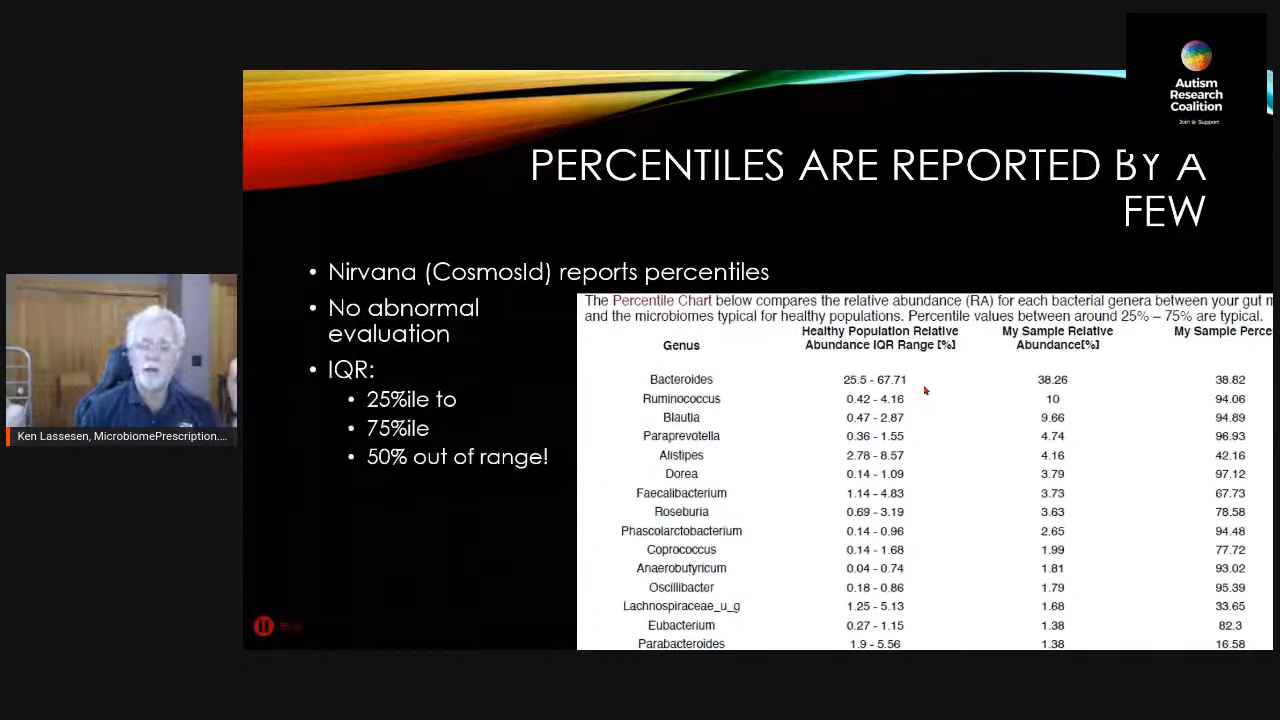 Autism
Research
Coalition
Join Support
PERCENTILES ARE REPORTED BY A
FEW
• Nirvana (CosmosId) reports percentiles
• No abnormal
evaluation
• IQR:
• 25%ile to
• 75%ile
• 50% out of range!
The Percentile Chart below compares the relative abundance (RA) for each bacterial genera between your gut
and the microbiomes typical for healthy populations. Percentile values between around 25% – 75% are typical.
Genus Healthy Population Relative Abundance IQR Range [%] My Sample Relative Abundance[%] My Sample Perce
Bacteroides 25.5 - 67.71 38.26 38.82
Ruminococcus 0.42 - 4.16 10 94.06
Blautia 0.47 - 2.87 9.66 94.89
Paraprevotella 0.36 - 1.55 4.74 96.93
Alistipes 2.78 - 8.57 4.16 42.16
Dorea 0.14 - 1.09 3.79 97.12
Faecalibacterium 1.14 - 4.83 3.73 67.73
Roseburia 0.69 - 3.19 3.63 78.58
Phascolarctobacterium 0.14 - 0.96 2.65 94.48
Coprococcus 0.14 - 1.68 1.99 77.72
Anaerobutyricum 0.04 - 0.74 1.81 93.02
Oscillibacter 0.18 - 0.86 1.79 95.39
Lachnospiraceae_u_g 1.25 - 5.13 1.68 33.65
Eubacterium 0.27 - 1.15 1.38 82.3
Parabacteroides 1.9 - 5.56 1.38 16.58
Ken Lassesen, MicrobiomePrescription....